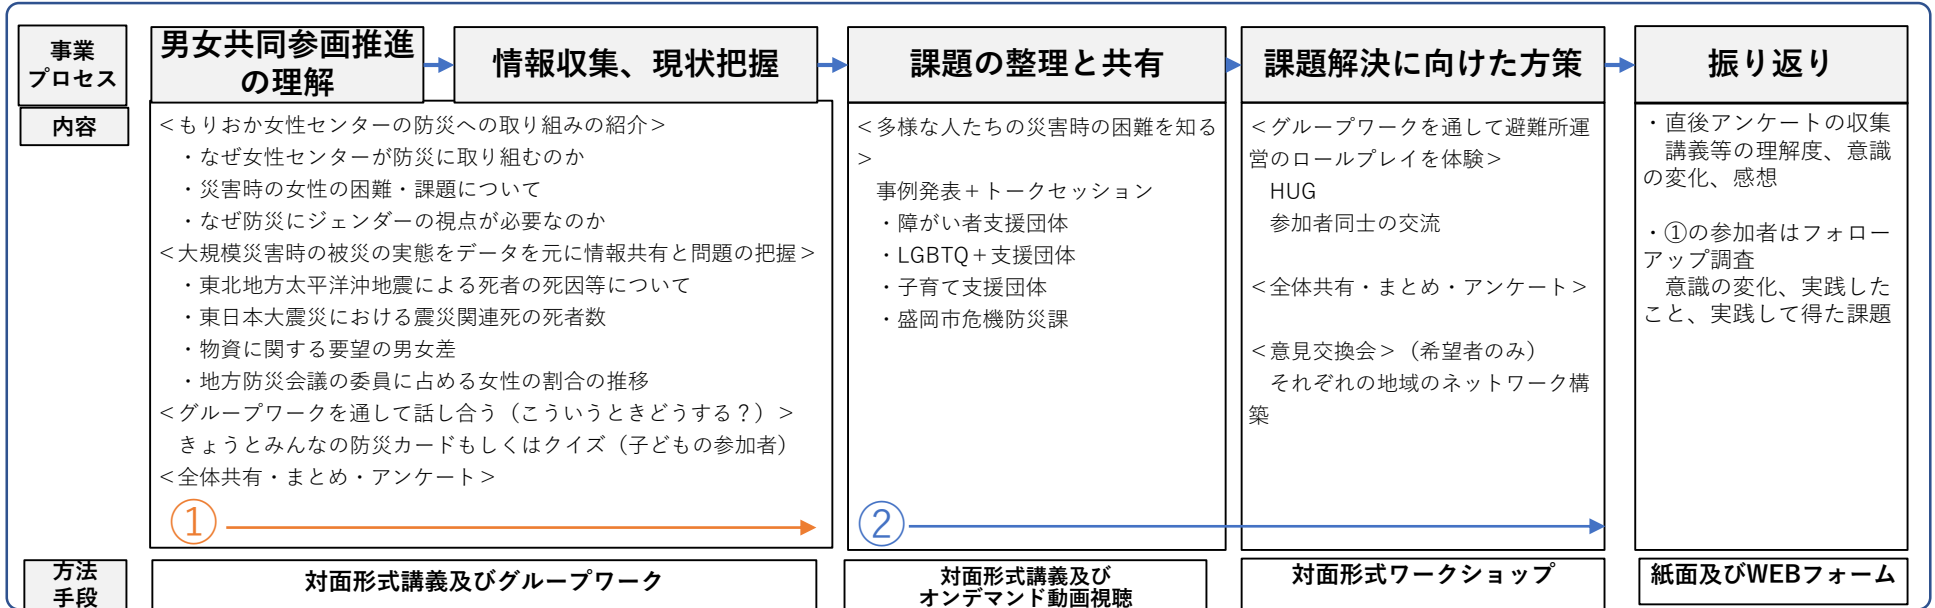 事業
プロセス
男女共同参画推進
の理解
情報収集、現状把握
課題の整理と共有
課題解決に向けた方策
振り返り
内容
＜もりおか女性センターの防災への取り組みの紹介＞
・なぜ女性センターが防災に取り組むのか
・災害時の女性の困難・課題について
・なぜ防災にジェンダーの視点が必要なのか
＜大規模災害時の被災の実態をデータを元に情報共有と問題の把握＞
・東北地方太平洋沖地震による死者の死因等について
・東日本大震災における震災関連死の死者数
・物資に関する要望の男女差
・地方防災会議の委員に占める女性の割合の推移
＜グループワークを通して話し合う（こういうときどうする？）＞
きょうとみんなの防災カードもしくはクイズ（子どもの参加者）
＜全体共有・まとめ・アンケート＞
①
＜多様な人たちの災害時の困難を知る
＞
事例発表＋トークセッション
・障がい者支援団体
・LGBTQ＋支援団体
・子育て支援団体
・盛岡市危機防災課
②
＜グループワークを通して避難所運
営のロールプレイを体験＞
HUG
参加者同士の交流
＜全体共有・まとめ・アンケート＞
＜意見交換会＞（希望者のみ）
それぞれの地域のネットワーク構
築
・直後アンケートの収集
講義等の理解度、意識
の変化、感想
・①の参加者はフォロー
アップ調査
意識の変化、実践した
こと、実践して得た課題
方法
手段
対面形式講義及びグループワーク
対面形式講義及び
オンデマンド動画視聴
対面形式ワークショップ
紙面及びWEBフォーム